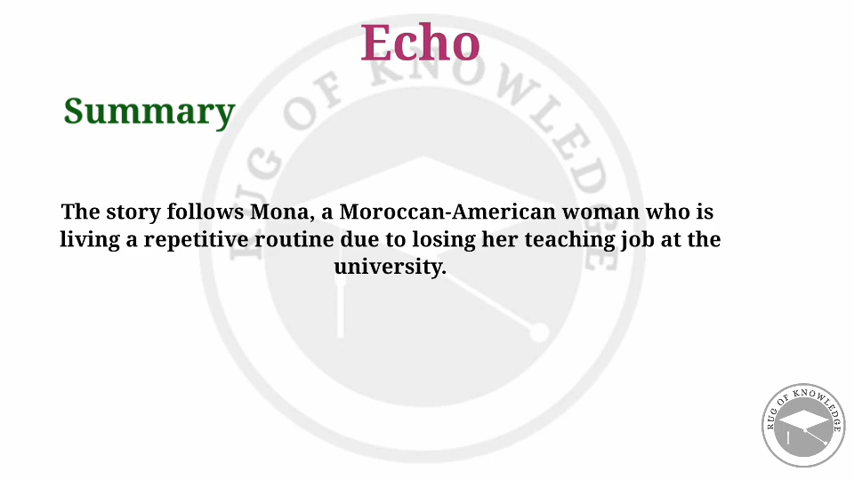 Echo
RUG OF KNOWLEDGE
Summary
The story follows Mona, a Moroccan-American woman who is
living a repetitive routine due to losing her teaching job at the
university.
RUG OF KNOWLEDGE